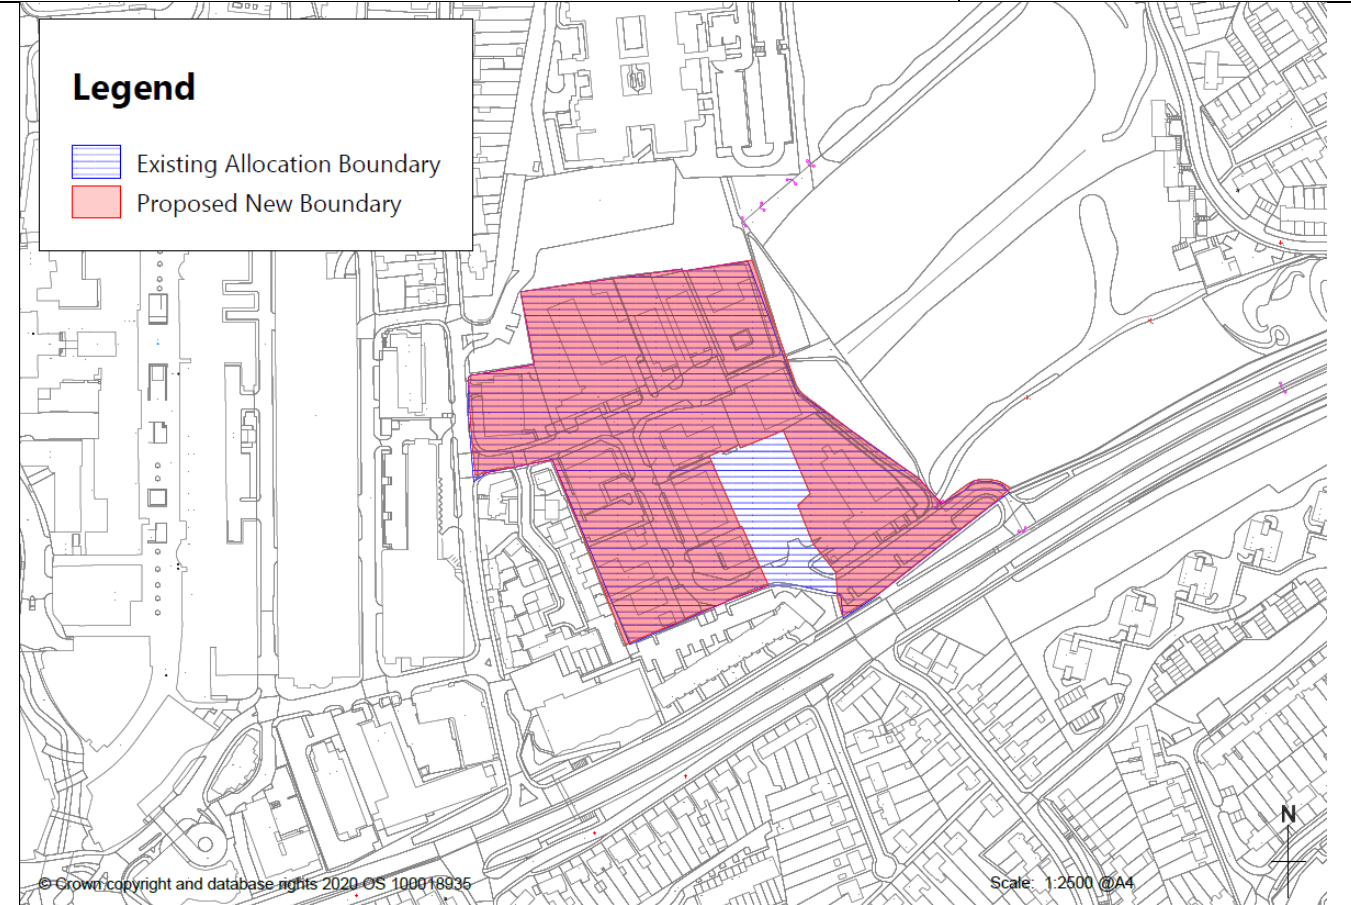 Legend
Existing Allocation Boundary
Proposed New Boundary
N
© Crown copyright and database rights 2020 OS 100018935
Scale: 1:2500 @A4